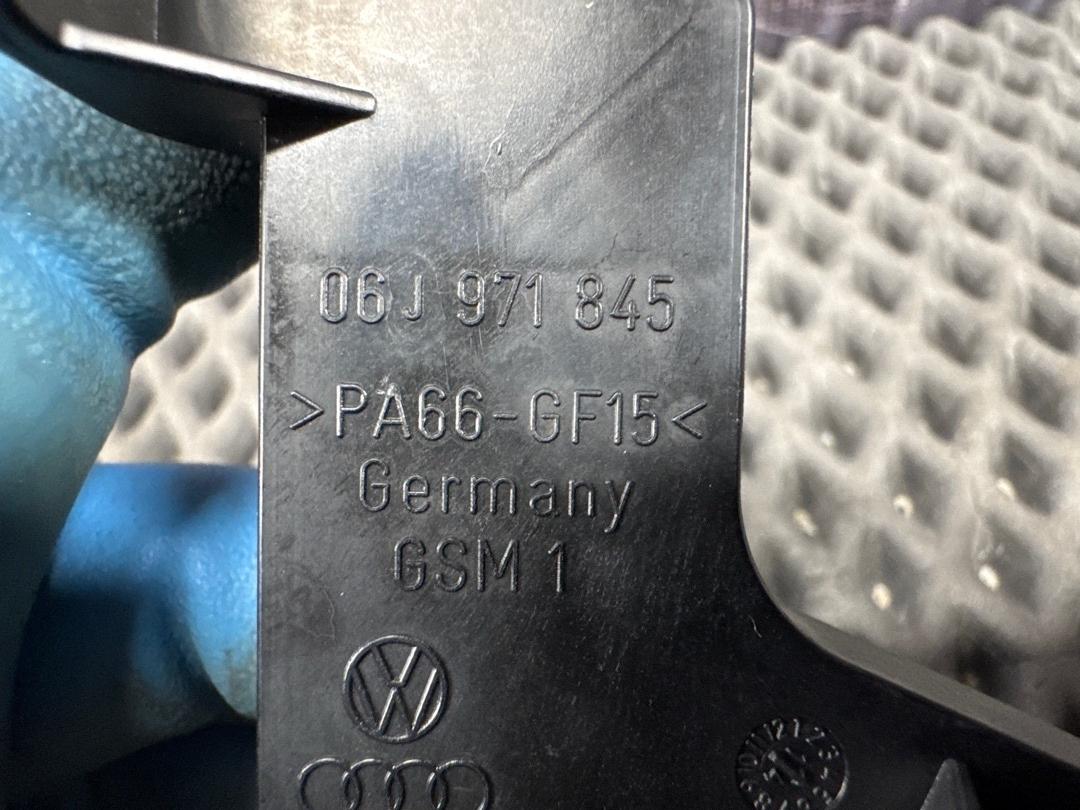 06J 971 845
>PA66-GF15<
Germany
GSM 1